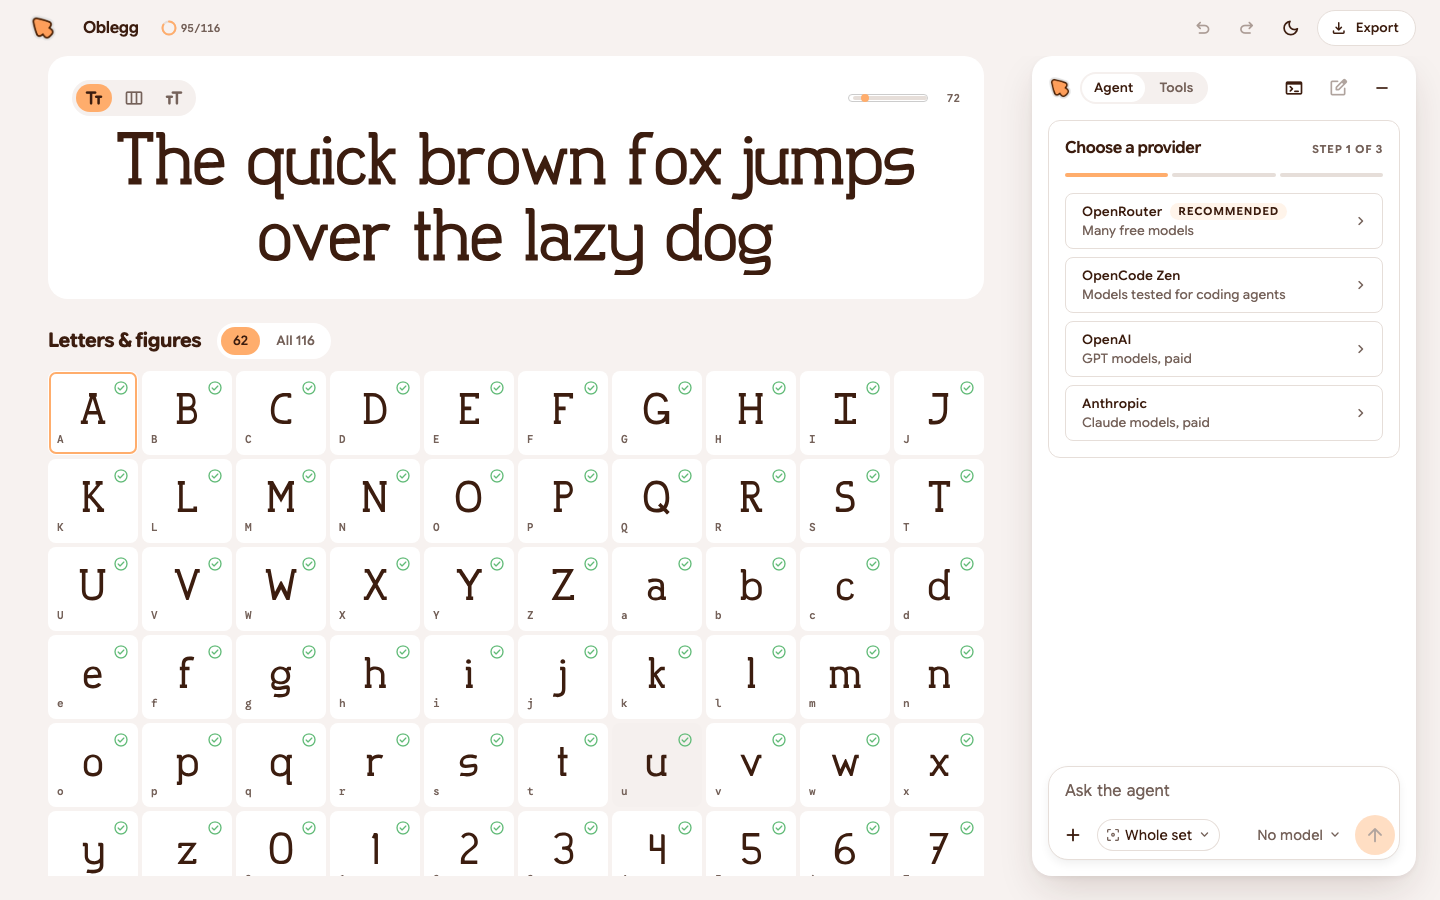 Oblegg
95/116
Export
72
The quick brown fox jumps
over the lazy dog
Letters & figures
62
All 116
A B C D E F G H I J
A B C D E F G H I J
K L M N O P Q R S T
K L M N O P Q R S T
U V W X Y Z a b c d
U V W X Y Z a b c d
e f g h i j k l m n
e f g h i j k l m n
o p q r s t u v w x
o p q r s t u v w x
y z 0 1 2 3 4 5 6 7
Agent
Tools
Choose a provider
STEP 1 OF 3
OpenRouter RECOMMENDED
Many free models
OpenCode Zen
Models tested for coding agents
OpenAI
GPT models, paid
Anthropic
Claude models, paid
Ask the agent
Whole set
No model